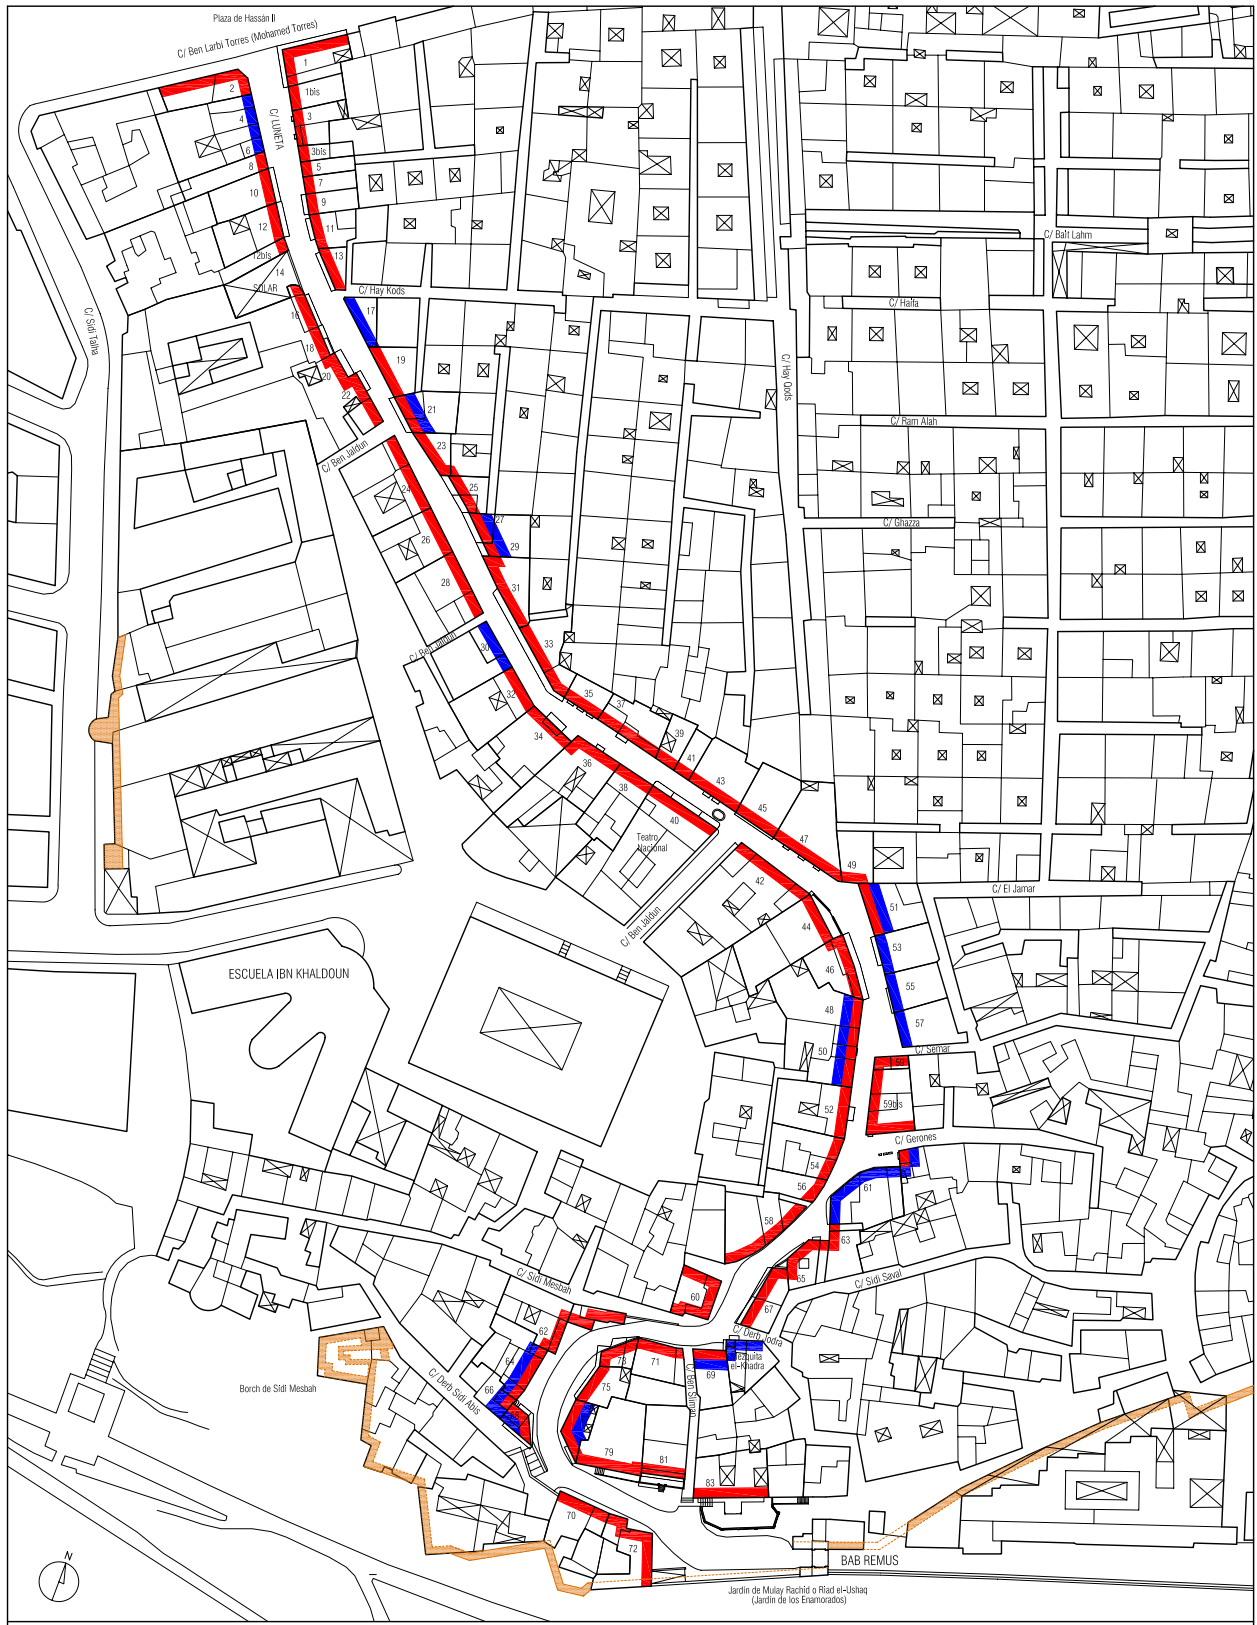 Plaza de Hassán II
C/ Ben Larbi Torres (Mohamed Torres)
1
2
1bis
C/ LUNETA
3
4
6
3bis
5
8
7
10
9
12
11
12bis
13
14
SOLAR
C/ Hay Kods
16
17
18
19
20
22
21
C/ Ben Jaldun
23
24
25
26
27
29
28
31
C/ Ben Jaldun
30
33
32
35
34
37
36
39
38
41
40
43
Teatro
Nacional
45
47
49
42
44
C/ Ben Jaldun
46
51
53
55
57
48
50
C/ El Jamar
C/ Semar
59
59bis
52
C/ Gerones
54
56
58
61
63
65
67
60
C/ Sidi Saval
C/ Derb Jodra
Mezquita
el-Khadra
69
C/ Sidi Mesbah
62
64
66
C/ Derb Sidi Abis
71
73
75
C/ Ben Sliman
79
81
83
70
72
C/ Sidi Talha
C/ Hay Qods
C/ Bait Lahm
C/ Haifa
C/ Ram Alah
C/ Ghazza
ESCUELA IBN KHALDOUN
Borch de Sidi Mesbah
BAB REMUS
Jardín de Mulay Rachid o Riad el-Ushaq
(Jardín de los Enamorados)
N